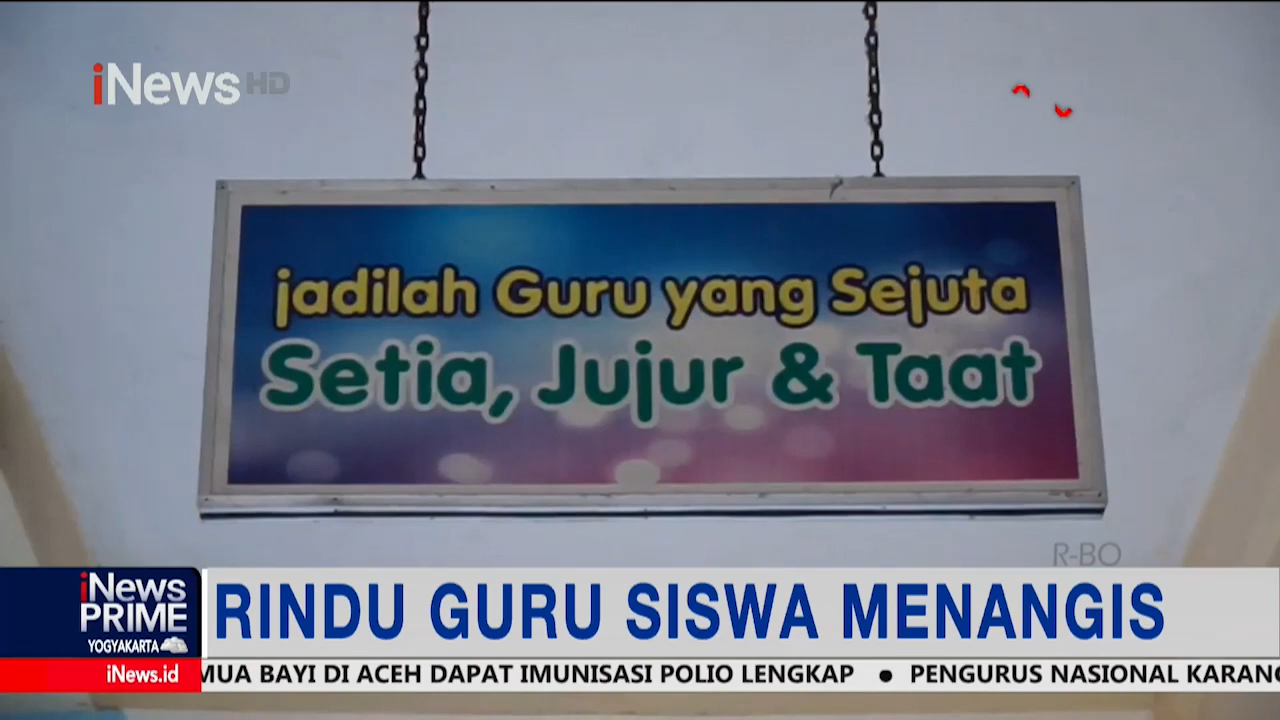 iNews HD
jadilah Guru yang Sejuta
Setia, Jujur & Taat
R-BO
iNews
PRIME
YOGYAKARTA
RINDU GURU SISWA MENANGIS
iNews.id
MUA BAYI DI ACEH DAPAT IMUNISASI POLIO LENGKAP ● PENGURUS NASIONAL KARANG